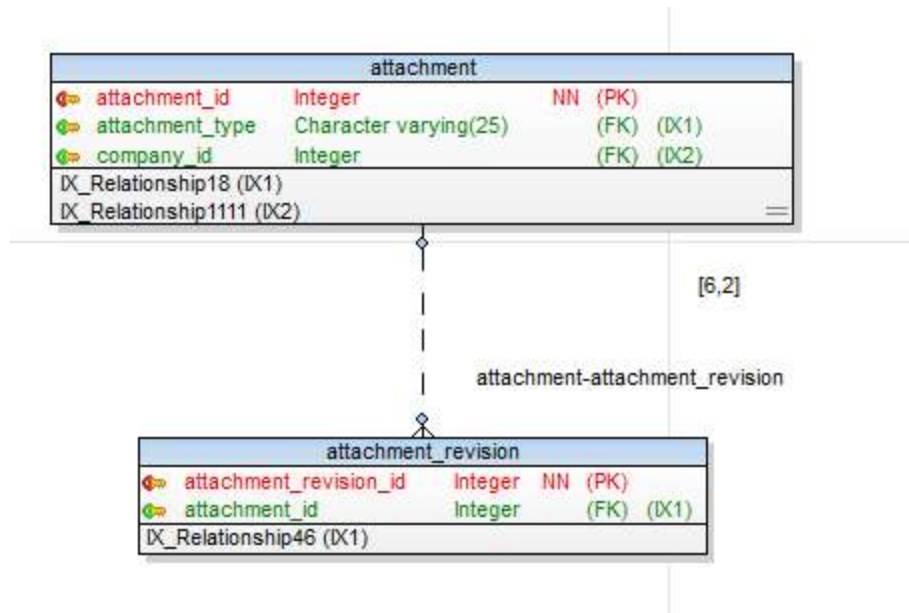 attachment
attachment_id Integer NN (PK)
attachment_type Character varying(25) (FK) (IX1)
company_id Integer (FK) (IX2)
IX_Relationship18 (IX1)
IX_Relationship1111 (IX2)
[6,2]
attachment-attachment_revision
attachment_revision
attachment_revision_id Integer NN (PK)
attachment_id Integer (FK) (IX1)
IX_Relationship46 (IX1)